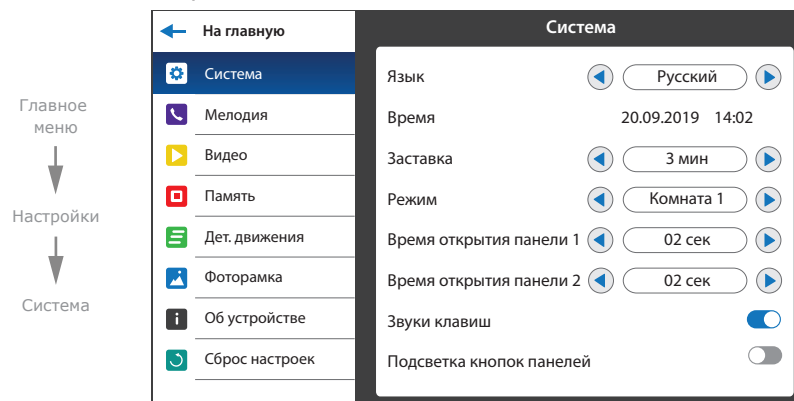 Главное
меню
Настройки
Система
На главную
Система
Мелодия
Видео
Память
Дет. движения
Фоторамка
Об устройстве
Сброс настроек
Система
Язык Русский
Время 20.09.2019 14:02
Заставка 3 мин
Режим Комната 1
Время открытия панели 1 02 сек
Время открытия панели 2 02 сек
Звуки клавиш
Подсветка кнопок панелей